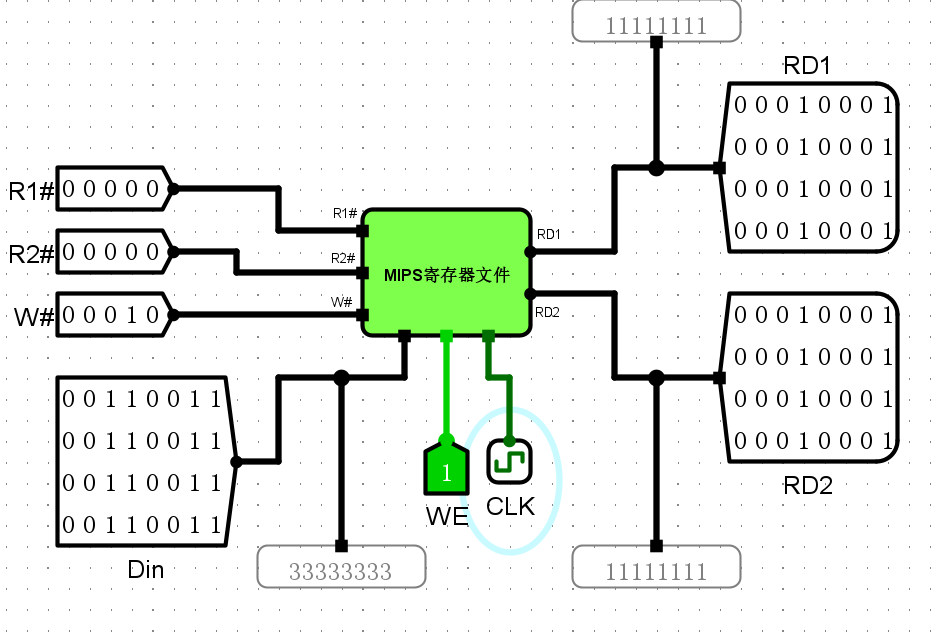 11111111
RD1
0 0 0 1 0 0 0 1
0 0 0 1 0 0 0 1
0 0 0 1 0 0 0 1
0 0 0 1 0 0 0 1
R1# 0 0 0 0 0
R2# 0 0 0 0 0
W# 0 0 0 1 0
R1#
R2#
W#
MIPS寄存器文件
RD1
RD2
0 0 0 1 0 0 0 1
0 0 0 1 0 0 0 1
0 0 0 1 0 0 0 1
0 0 0 1 0 0 0 1
RD2
0 0 1 1 0 0 1 1
0 0 1 1 0 0 1 1
0 0 1 1 0 0 1 1
0 0 1 1 0 0 1 1
Din
1
WE
CLK
33333333
11111111